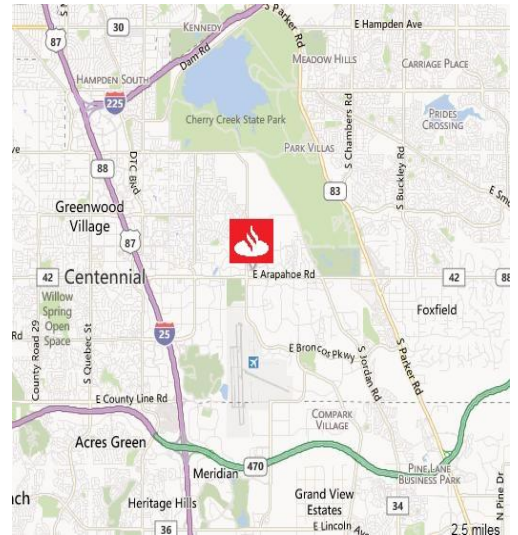 S N
87
30
KENNEDY
S Parker Rd
E Hampden Ave
Dam Rd
MEADOW HILLS
CARRIAGE PLACE
HAMPDEN SOUTH
225
Cherry Creek State Park
PRIDES
CROSSING
S Chambers Rd
ve
DTC Blvd
PARK VILLAS
S Buckley Rd
88
83
E Smo
Greenwood
Village
87
42
Centennial
E Arapahoe Rd
42
88
Willow
Spring
Open
Space
Foxfield
25
Rd
County Road 29
S Quebec St
E Broncos Pkwy
S Jordan Rd
S Parker Rd
E County Line Rd
COMPARK
VILLAGE
Acres Green
Meridian
470
PINE LANE
BUSINESS PARK
nch
Heritage Hills
Grand View
Estates
34
N Pine Dr
36
E Lincoln Ave
2.5 miles